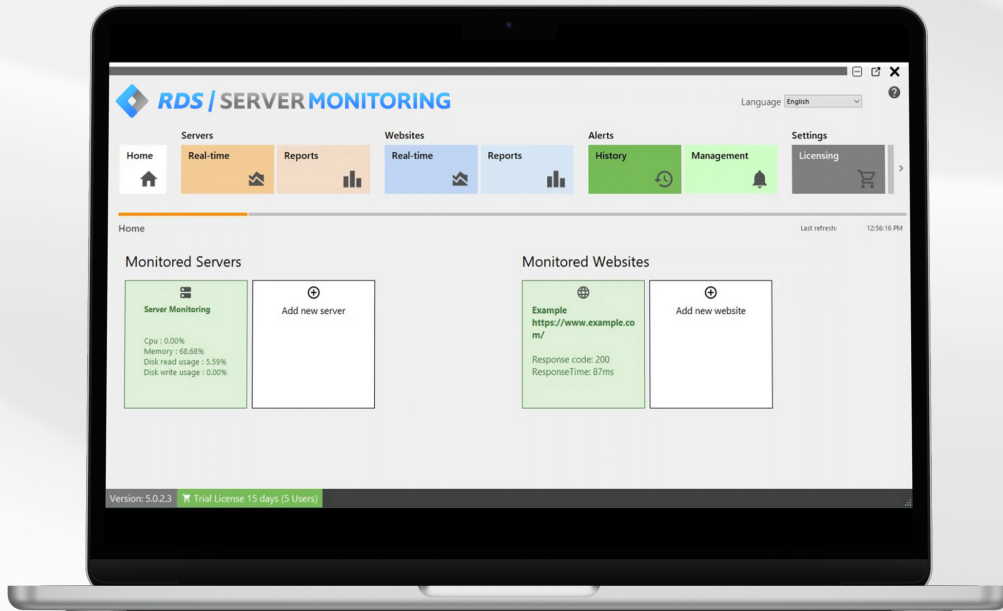 RDS / SERVER MONITORING
Language English
Servers Websites Alerts Settings
Home Real-time Reports Real-time Reports History Management Licensing
Home Last refresh: 12:56:16 PM
Monitored Servers Monitored Websites
Server Monitoring
Cpu : 0.00%
Memory : 68.68%
Disk read usage : 5.59%
Disk write usage : 0.00%
Add new server
Example
https://www.example.co
m/
Response code: 200
ResponseTime: 87ms
Add new website
Version: 5.0.2.3 Trial License 15 days (5 Users)